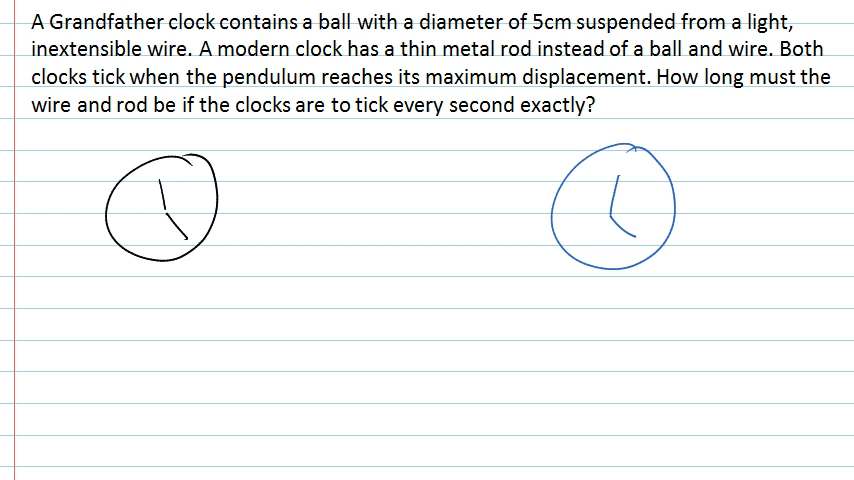 A Grandfather clock contains a ball with a diameter of 5cm suspended from a light,
inextensible wire. A modern clock has a thin metal rod instead of a ball and wire. Both
clocks tick when the pendulum reaches its maximum displacement. How long must the
wire and rod be if the clocks are to tick every second exactly?